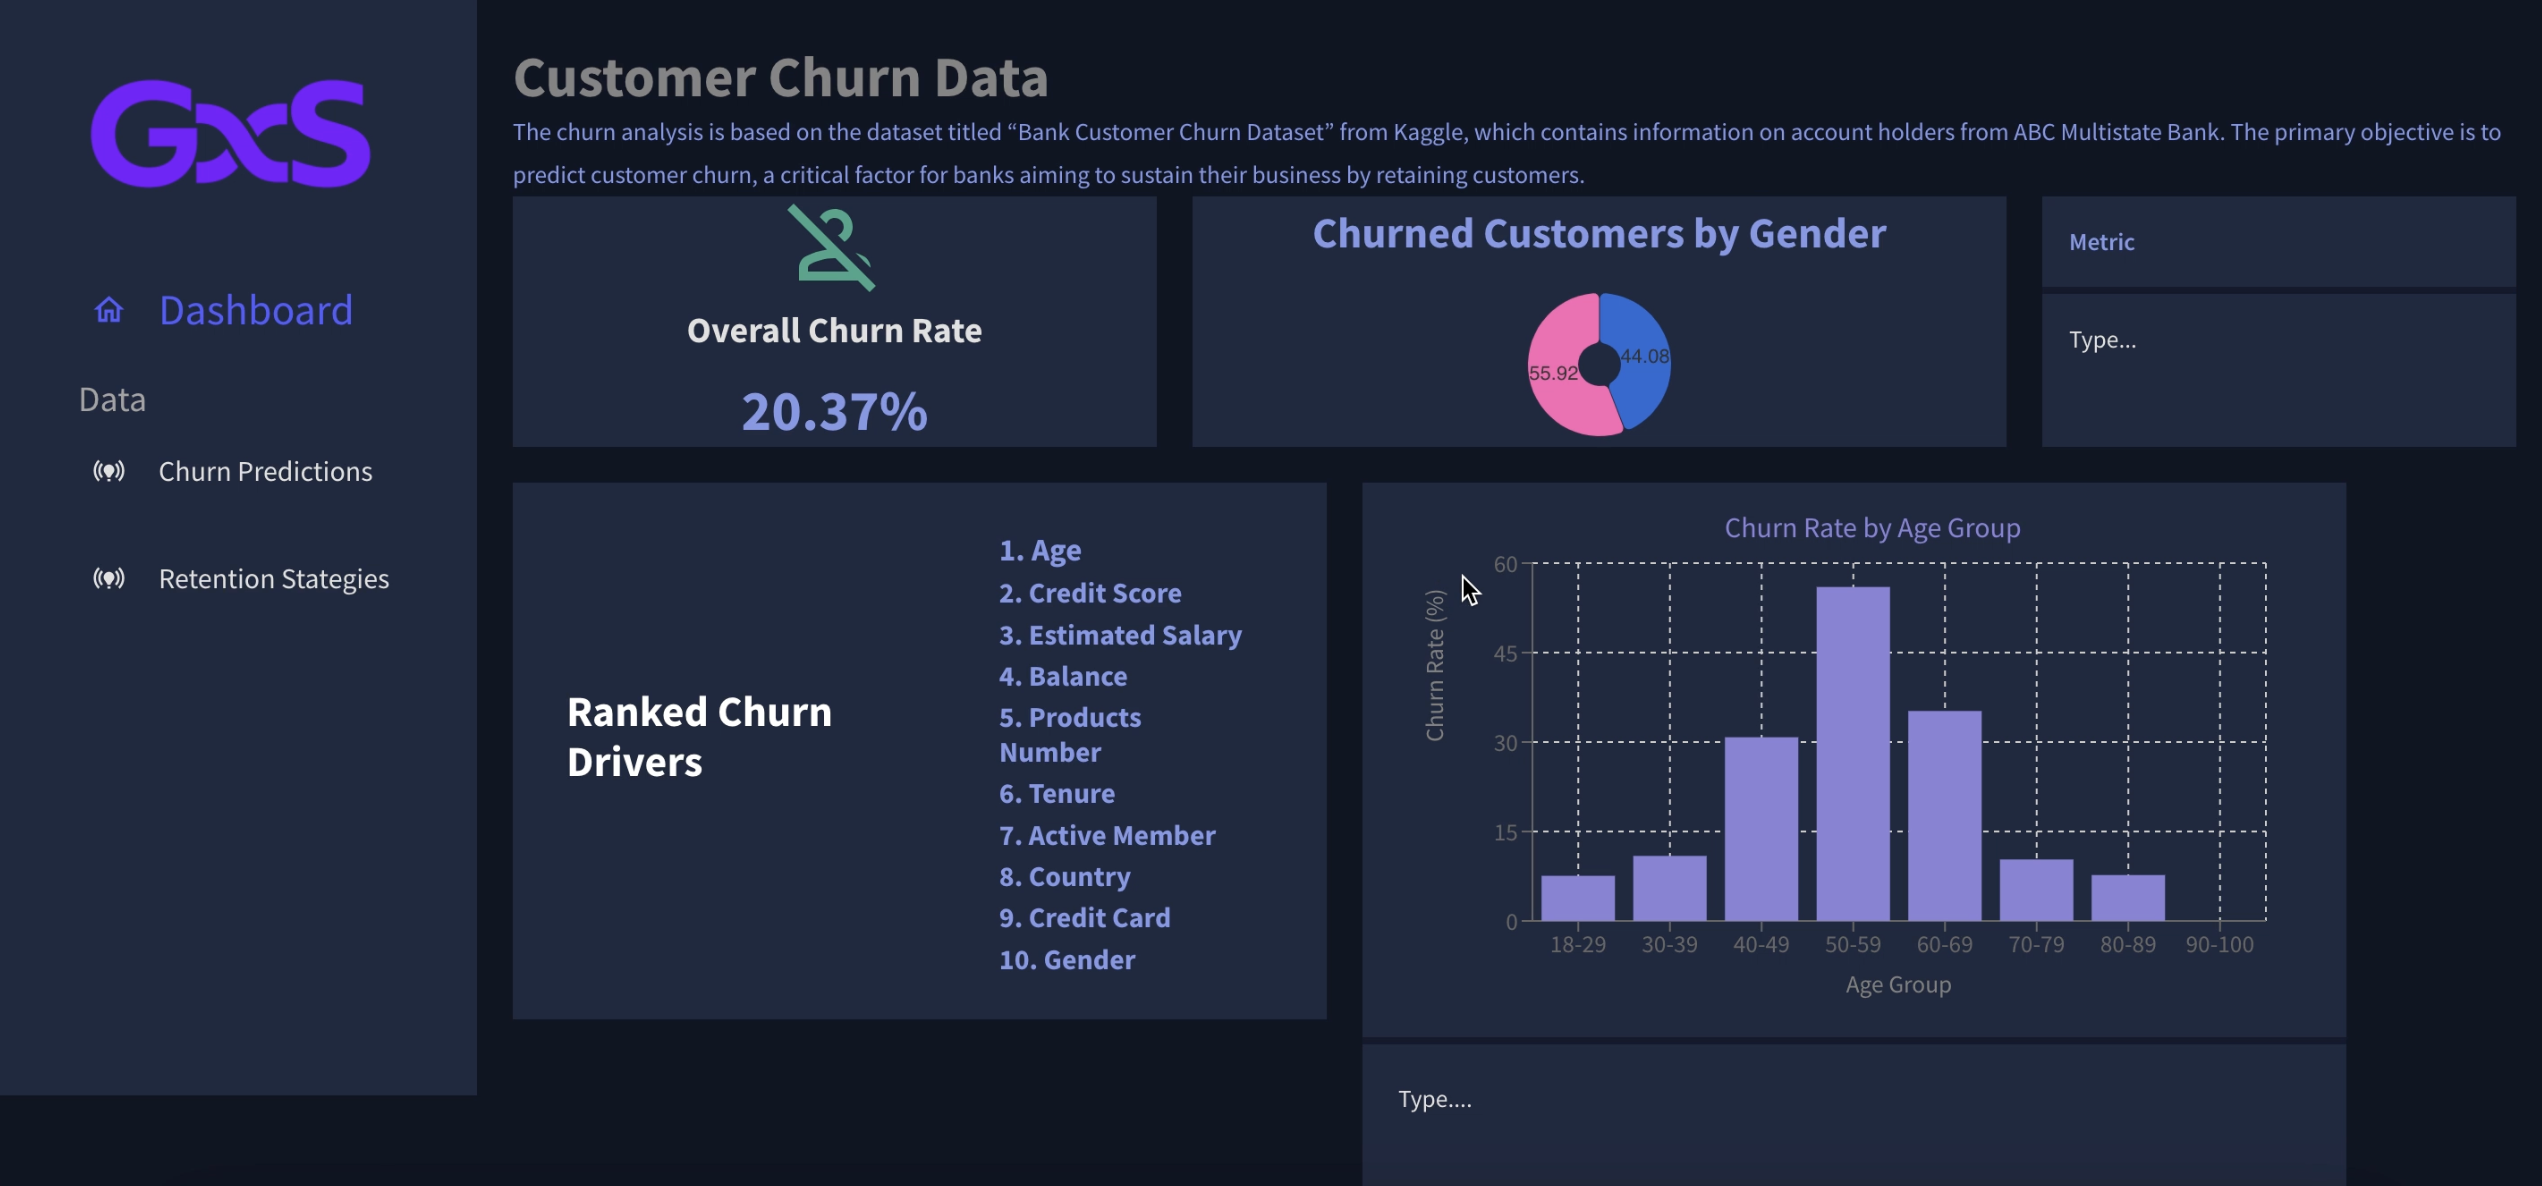 GXS
Dashboard
Data
Churn Predictions
Retention Stategies
Customer Churn Data
The churn analysis is based on the dataset titled “Bank Customer Churn Dataset” from Kaggle, which contains information on account holders from ABC Multistate Bank. The primary objective is to
predict customer churn, a critical factor for banks aiming to sustain their business by retaining customers.
Overall Churn Rate
20.37%
Churned Customers by Gender
44.08
55.92
Metric
Type...
Ranked Churn
Drivers
1. Age
2. Credit Score
3. Estimated Salary
4. Balance
5. Products
Number
6. Tenure
7. Active Member
8. Country
9. Credit Card
10. Gender
Churn Rate by Age Group
Churn Rate (%)
60
45
30
15
0
18-29 30-39 40-49 50-59 60-69 70-79 80-89 90-100
Age Group
Type....